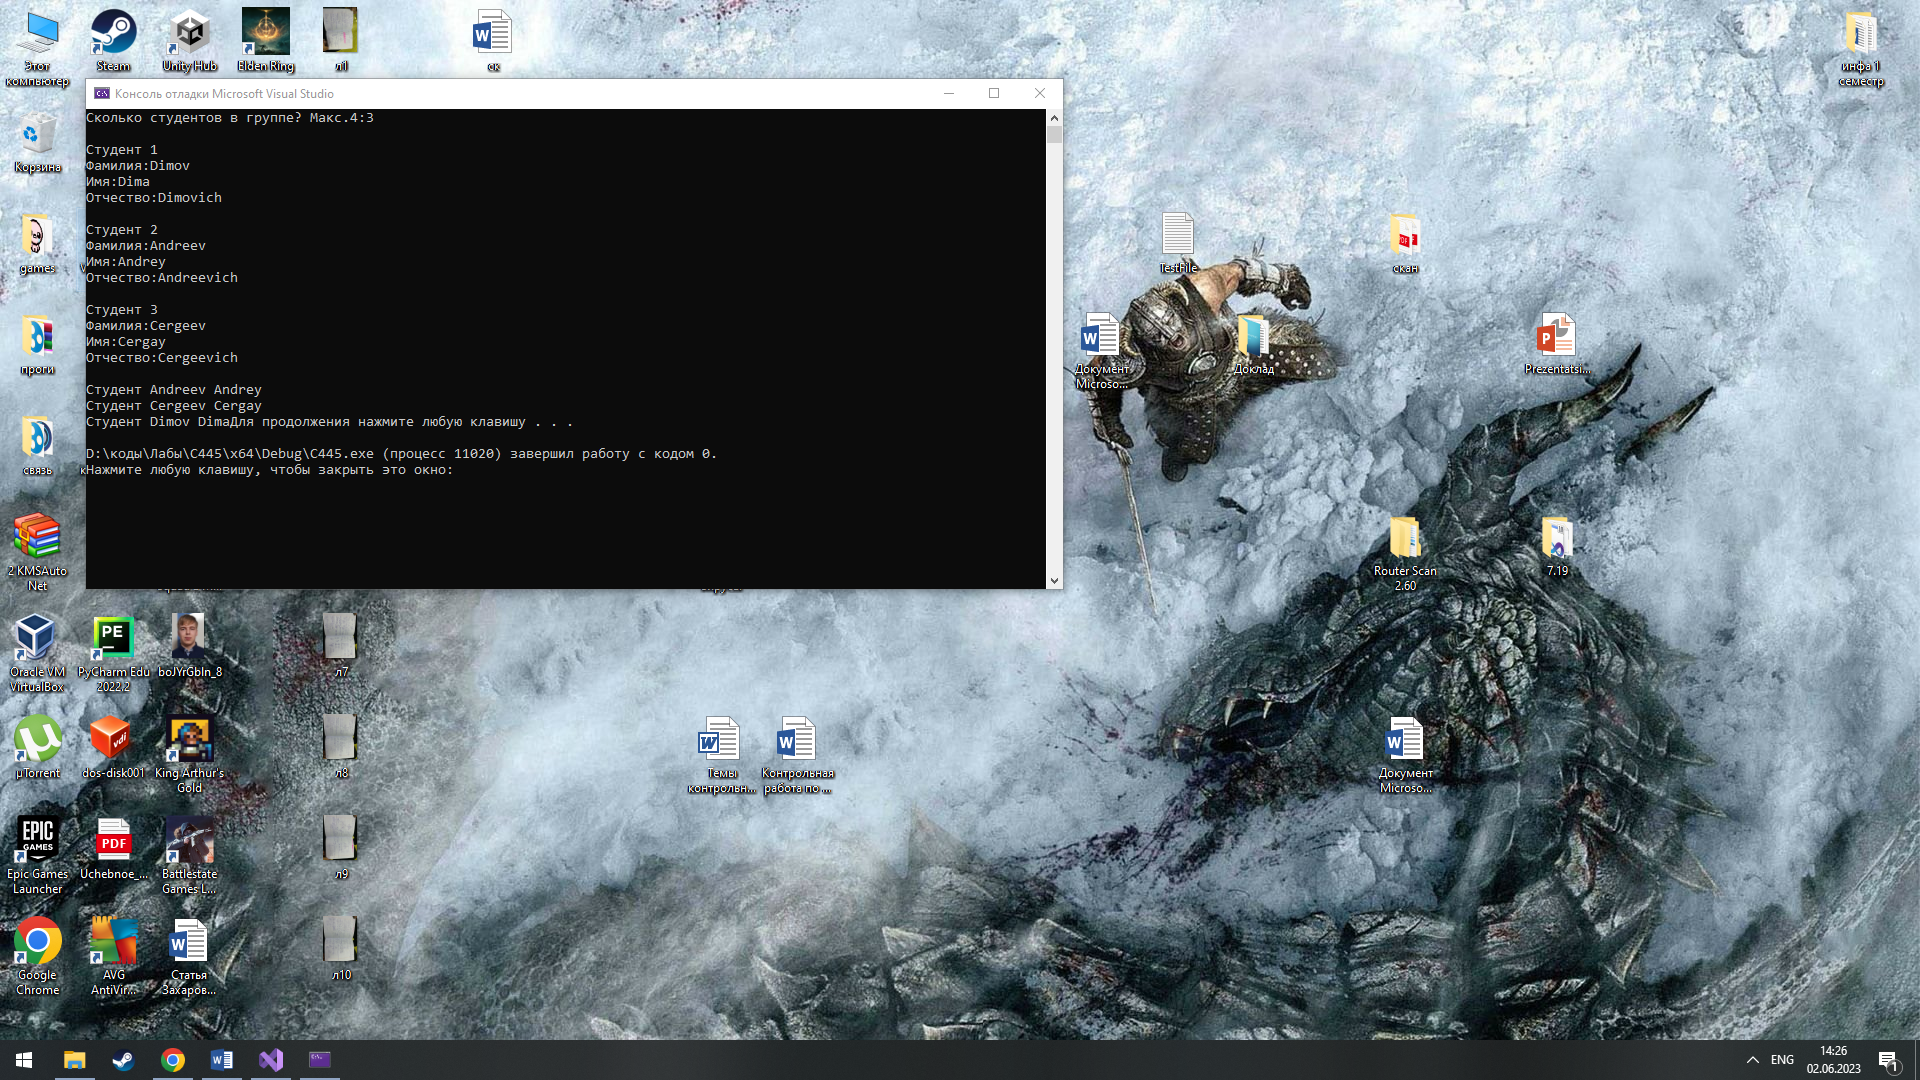 Этот
компьютер
Steam
Unity Hub
Elden Ring
л1
ск
инфа 1
семестр
Консоль отладки Microsoft Visual Studio
Сколько студентов в группе? Макс.4:3
Студент 1
Фамилия:Dimov
Имя:Dima
Отчество:Dimovich
Студент 2
Фамилия:Andreev
Имя:Andrey
Отчество:Andreevich
Студент 3
Фамилия:Cergeev
Имя:Cergay
Отчество:Cergeevich
Студент Andreev Andrey
Студент Cergeev Cergay
Студент Dimov DimaДля продолжения нажмите любую клавишу . . .
D:\коды\Лабы\C445\x64\Debug\C445.exe (процесс 11020) завершил работу с кодом 0.
Нажмите любую клавишу, чтобы закрыть это окно:
Корзина
games
TestFile
скан
проги
Документ
Microso...
Доклад
Prezentatsi...
связь
2 KMSAuto
Net
Router Scan
2.60
7.19
Oracle VM
VirtualBox
PyCharm Edu
2022.2
boJYrGbIn_8
л7
µTorrent
dos-disk001
King Arthur's
Gold
л8
Темы
контрольн...
Контрольная
работа по ...
Документ
Microso...
Epic Games
Launcher
Uchebnoe_...
Battlestate
Games L...
л9
Google
Chrome
AVG
AntiVir...
Статья
Захаров...
л10
ENG
14:26
02.06.2023
1